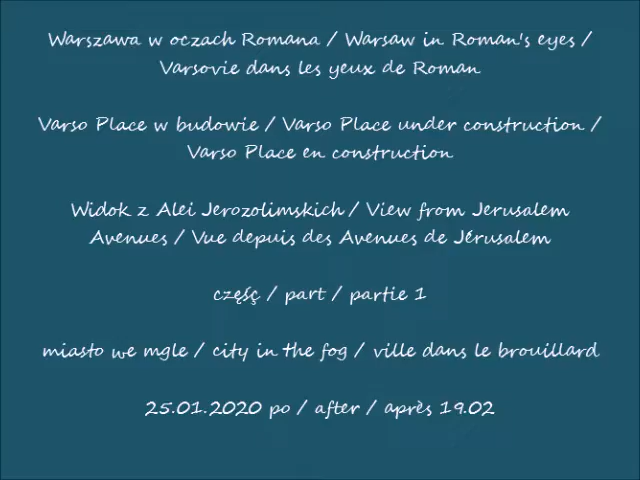 Warszawa w oczach Romana / Warsaw in Roman's eyes /
Varsovie dans les yeux de Roman
Varso Place w budowie / Varso Place under construction /
Varso Place en construction
Widok z Alei Jerozolimskich / View from Jerusalem
Avenues / Vue depuis des Avenues de Jérusalem
częśç / part / partie 1
miasto we mgle / city in the fog / ville dans le brouillard
25.01.2020 po / after / après 19.02